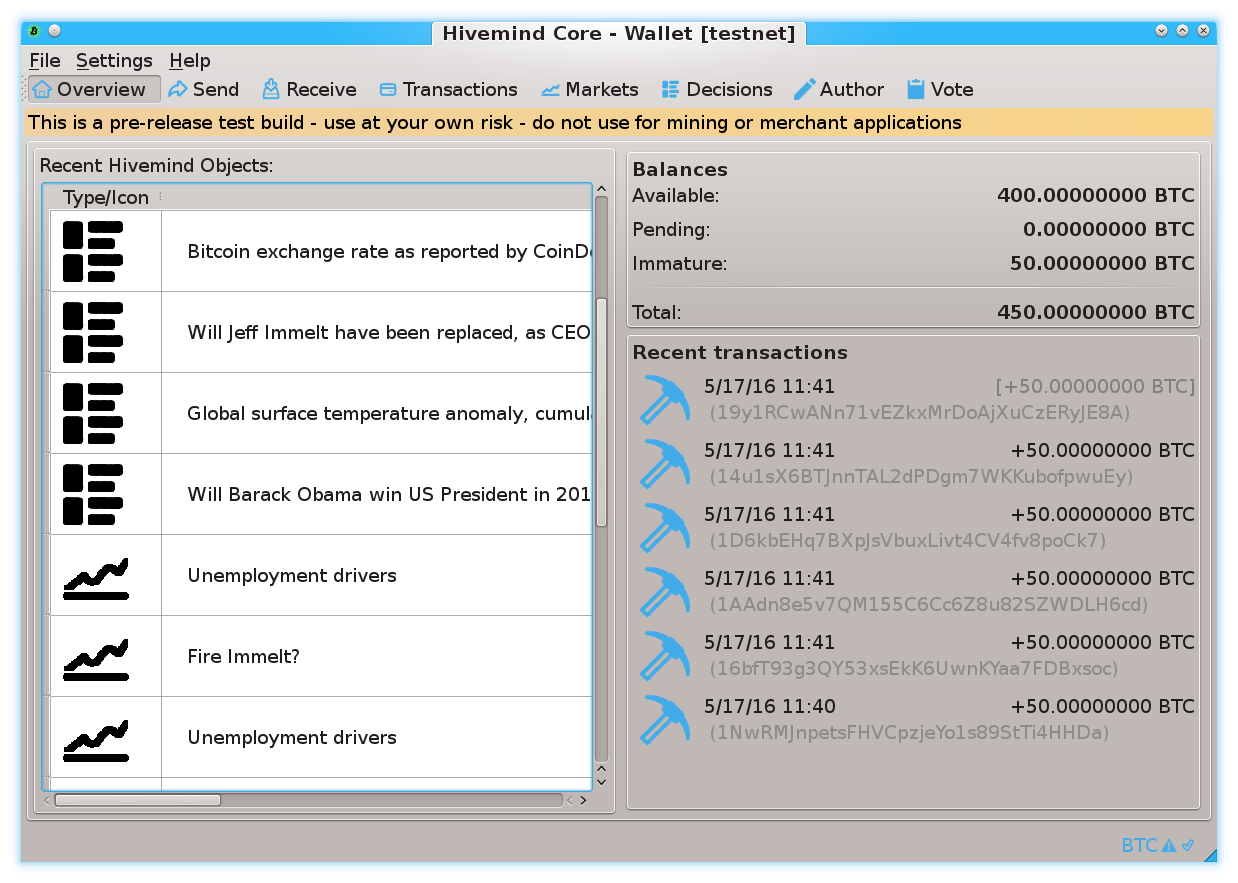 Hivemind Core - Wallet [testnet]
File Settings Help
Overview Send Receive Transactions Markets Decisions Author Vote
This is a pre-release test build - use at your own risk - do not use for mining or merchant applications
Recent Hivemind Objects:
Type/Icon
Bitcoin exchange rate as reported by CoinD
Will Jeff Immelt have been replaced, as CEO
Global surface temperature anomaly, cumul
Will Barack Obama win US President in 201
Unemployment drivers
Fire Immelt?
Unemployment drivers
Balances
Available: 400.00000000 BTC
Pending: 0.00000000 BTC
Immature: 50.00000000 BTC
Total: 450.00000000 BTC
Recent transactions
5/17/16 11:41 [+50.00000000 BTC]
(19y1RCwANn71vEZkxMrDoAjXuCzERyJE8A)
5/17/16 11:41 +50.00000000 BTC
(14u1sX6BTJnnTAL2dPDgm7WKKubofpwuEy)
5/17/16 11:41 +50.00000000 BTC
(1D6kbEHq7BXpJsVbuxLivt4CV4fv8poCk7)
5/17/16 11:41 +50.00000000 BTC
(1AAdn8e5v7QM155C6Cc6Z8u82SZWDLH6cd)
5/17/16 11:41 +50.00000000 BTC
(16bfT93g3QY53xsEkK6UwnKYaa7FDBxsoc)
5/17/16 11:40 +50.00000000 BTC
(1NwRMJnpetsFHVCpzjeYo1s89StTi4HHDa)
BTC